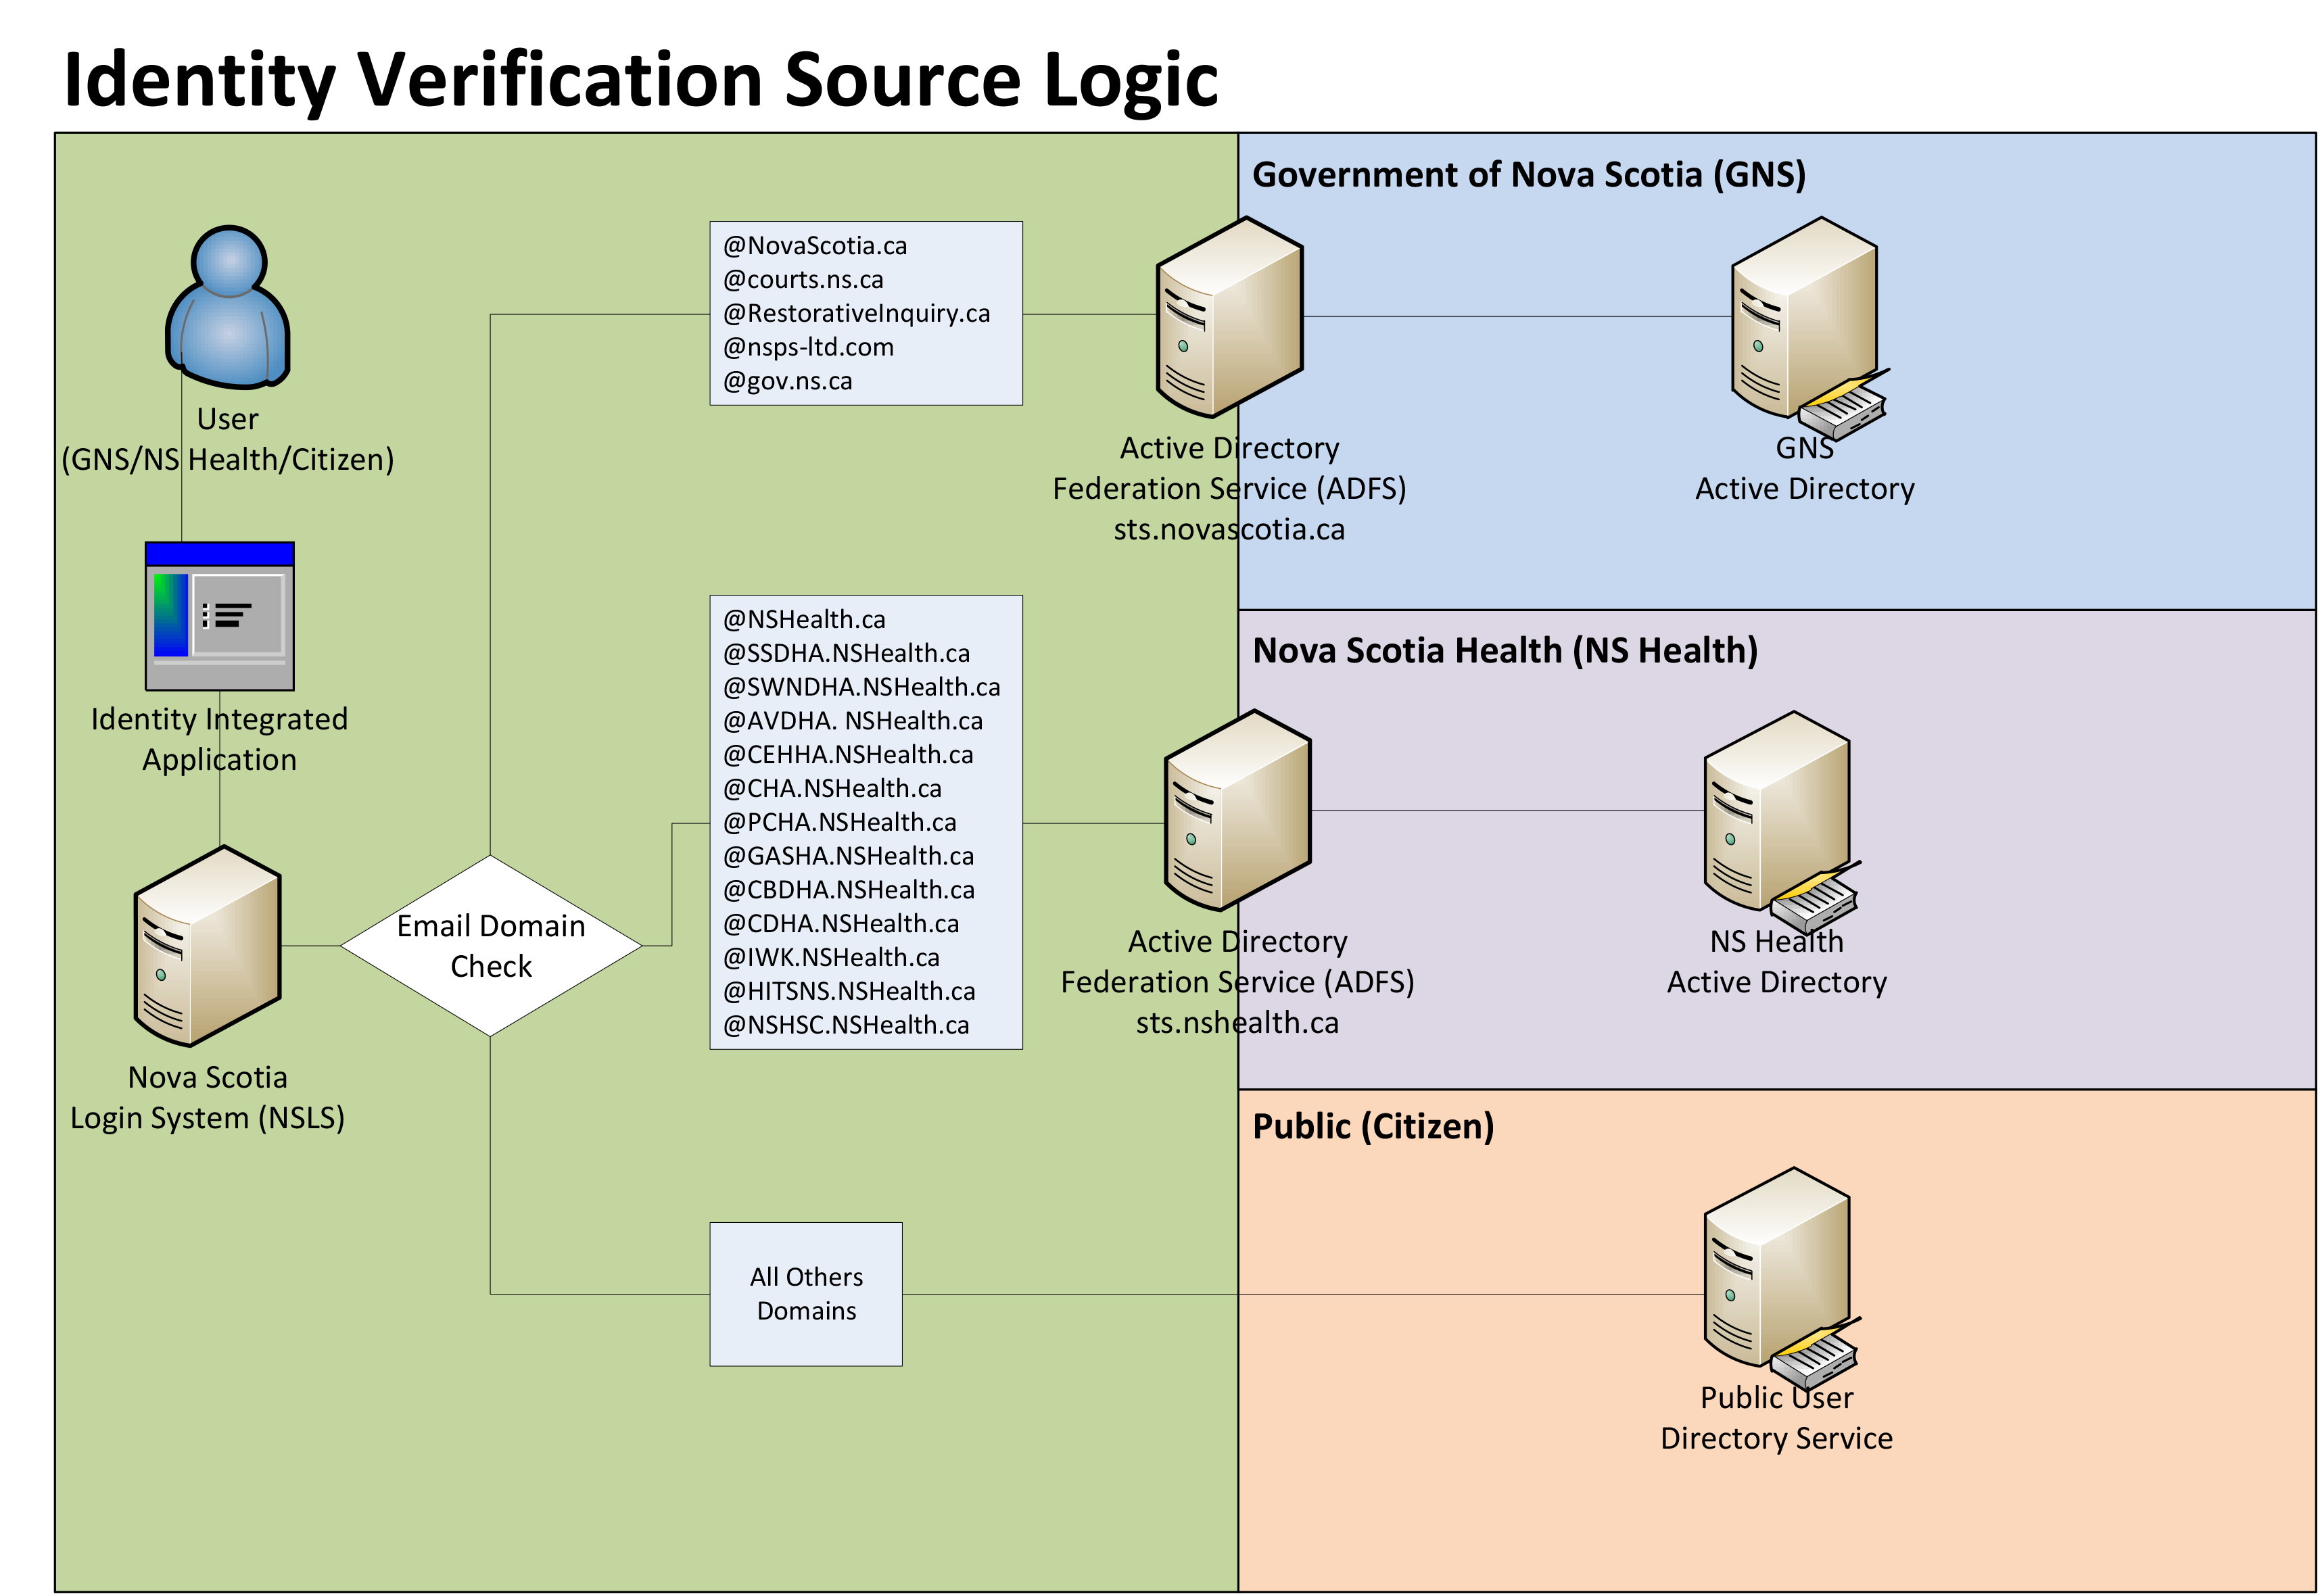 Identity Verification Source Logic
User
(GNS/NS Health/Citizen)
Identity Integrated
Application
Nova Scotia
Login System (NSLS)
Email Domain
Check
@NovaScotia.ca
@courts.ns.ca
@RestorativeInquiry.ca
@nsps-ltd.com
@gov.ns.ca
@NSHealth.ca
@SSDHA.NSHealth.ca
@SWNDHA.NSHealth.ca
@AVDHA. NSHealth.ca
@CEHHA.NSHealth.ca
@CHA.NSHealth.ca
@PCHA.NSHealth.ca
@GASHA.NSHealth.ca
@CBDHA.NSHealth.ca
@CDHA.NSHealth.ca
@IWK.NSHealth.ca
@HITSNS.NSHealth.ca
@NSHSC.NSHealth.ca
All Others
Domains
Government of Nova Scotia (GNS)
Active Directory
Federation Service (ADFS)
sts.novascotia.ca
GNS
Active Directory
Nova Scotia Health (NS Health)
Active Directory
Federation Service (ADFS)
sts.nshealth.ca
NS Health
Active Directory
Public (Citizen)
Public User
Directory Service